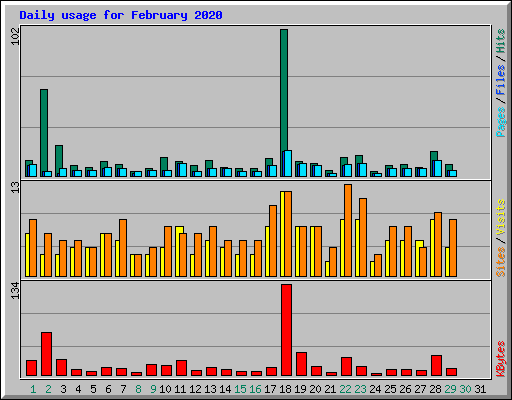 Daily usage for February 2020
102
Pages / Files / Hits
13
Sites / Visits
134
KBytes
1 2 3 4 5 6 7 8 9 10 11 12 13 14 15 16 17 18 19 20 21 22 23 24 25 26 27 28 29 30 31